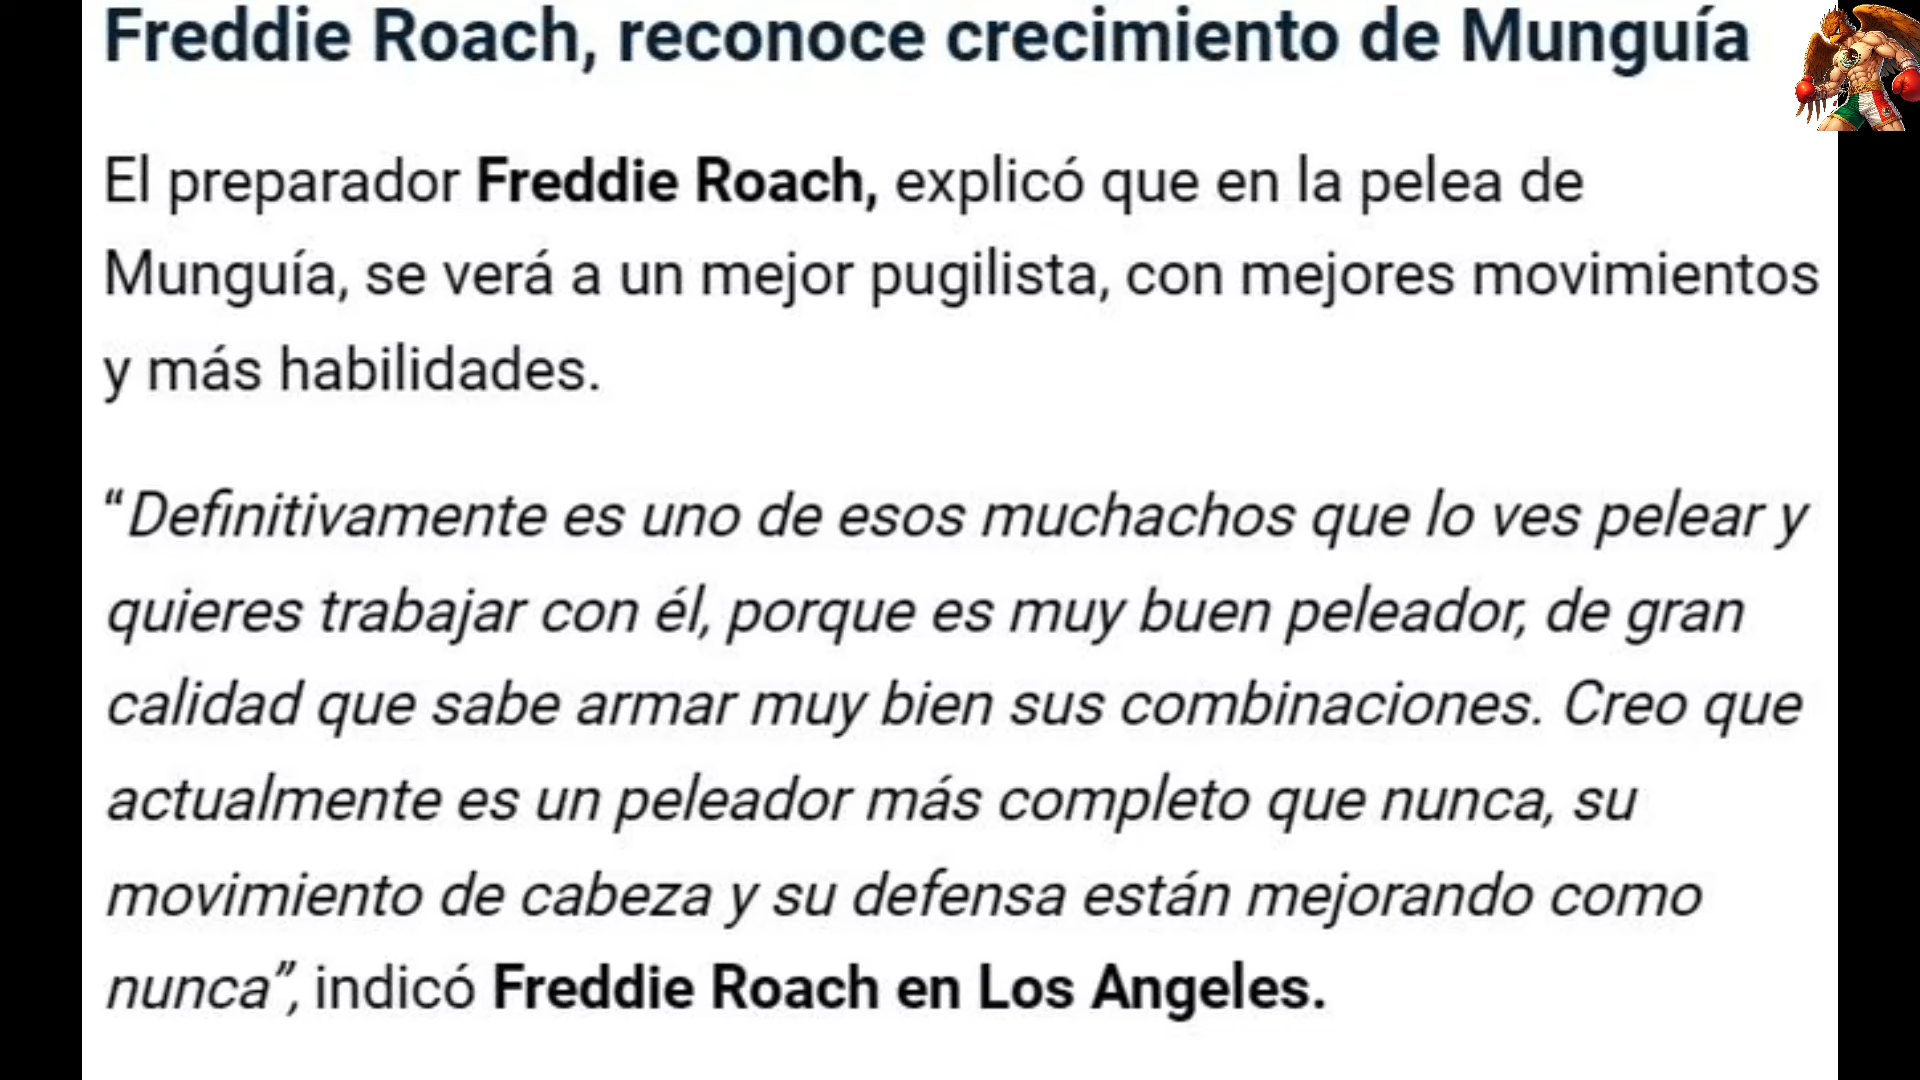 Freddie Roach, reconoce crecimiento de Munguía
El preparador Freddie Roach, explicó que en la pelea de
Munguía, se verá a un mejor pugilista, con mejores movimientos
y más habilidades.
“Definitivamente es uno de esos muchachos que lo ves pelear y
quieres trabajar con él, porque es muy buen peleador, de gran
calidad que sabe armar muy bien sus combinaciones. Creo que
actualmente es un peleador más completo que nunca, su
movimiento de cabeza y su defensa están mejorando como
nunca”, indicó Freddie Roach en Los Angeles.